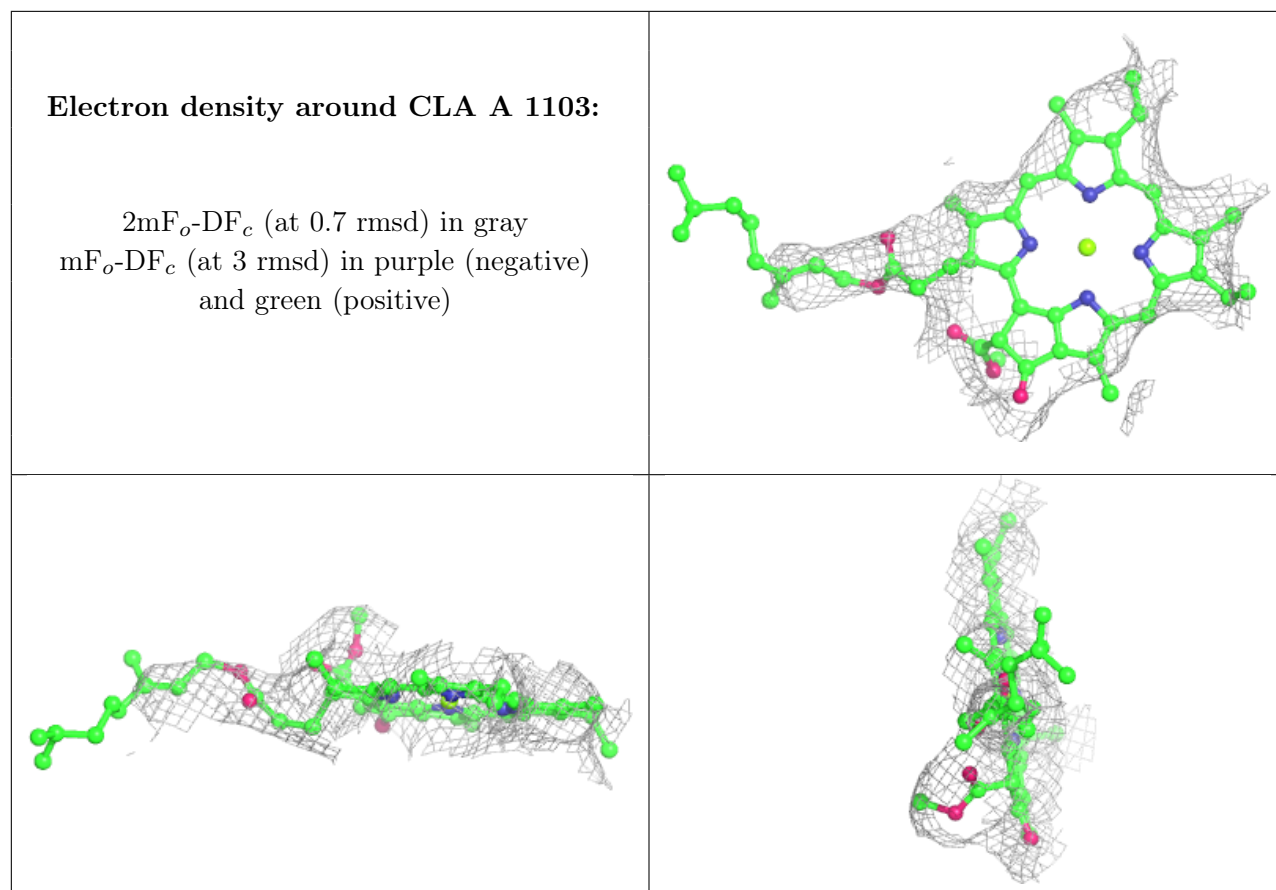 Electron density around CLA A 1103:
2mFo-DFc (at 0.7 rmsd) in gray
mFo-DFc (at 3 rmsd) in purple (negative)
and green (positive)